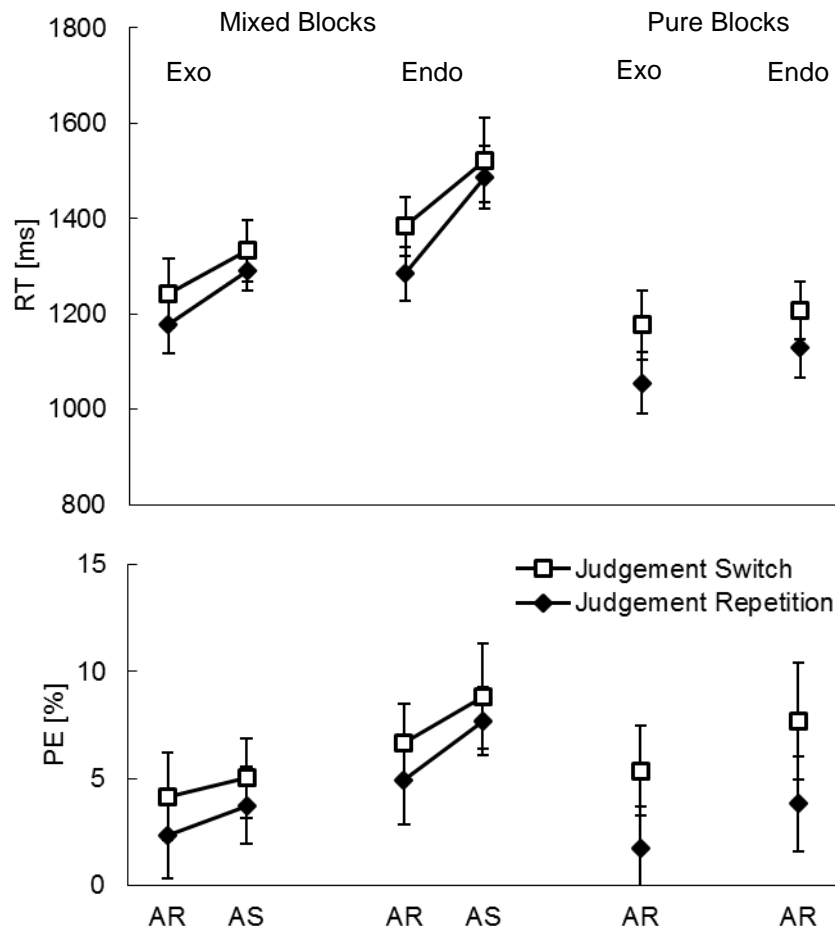 Mixed Blocks Pure Blocks
Exo Endo Exo Endo
1800
1600
1400
1200
1000
800
RT [ms]
Judgement Switch
Judgement Repetition
15
10
5
0
PE [%]
AR AS AR AS AR AR